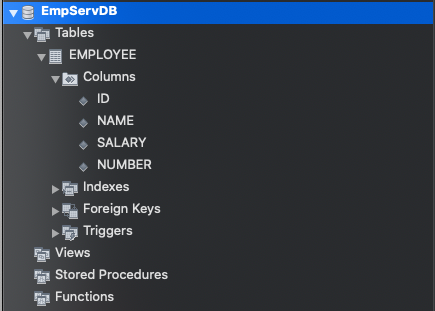 EmpServDB
Tables
EMPLOYEE
Columns
ID
NAME
SALARY
NUMBER
Indexes
Foreign Keys
Triggers
Views
Stored Procedures
Functions